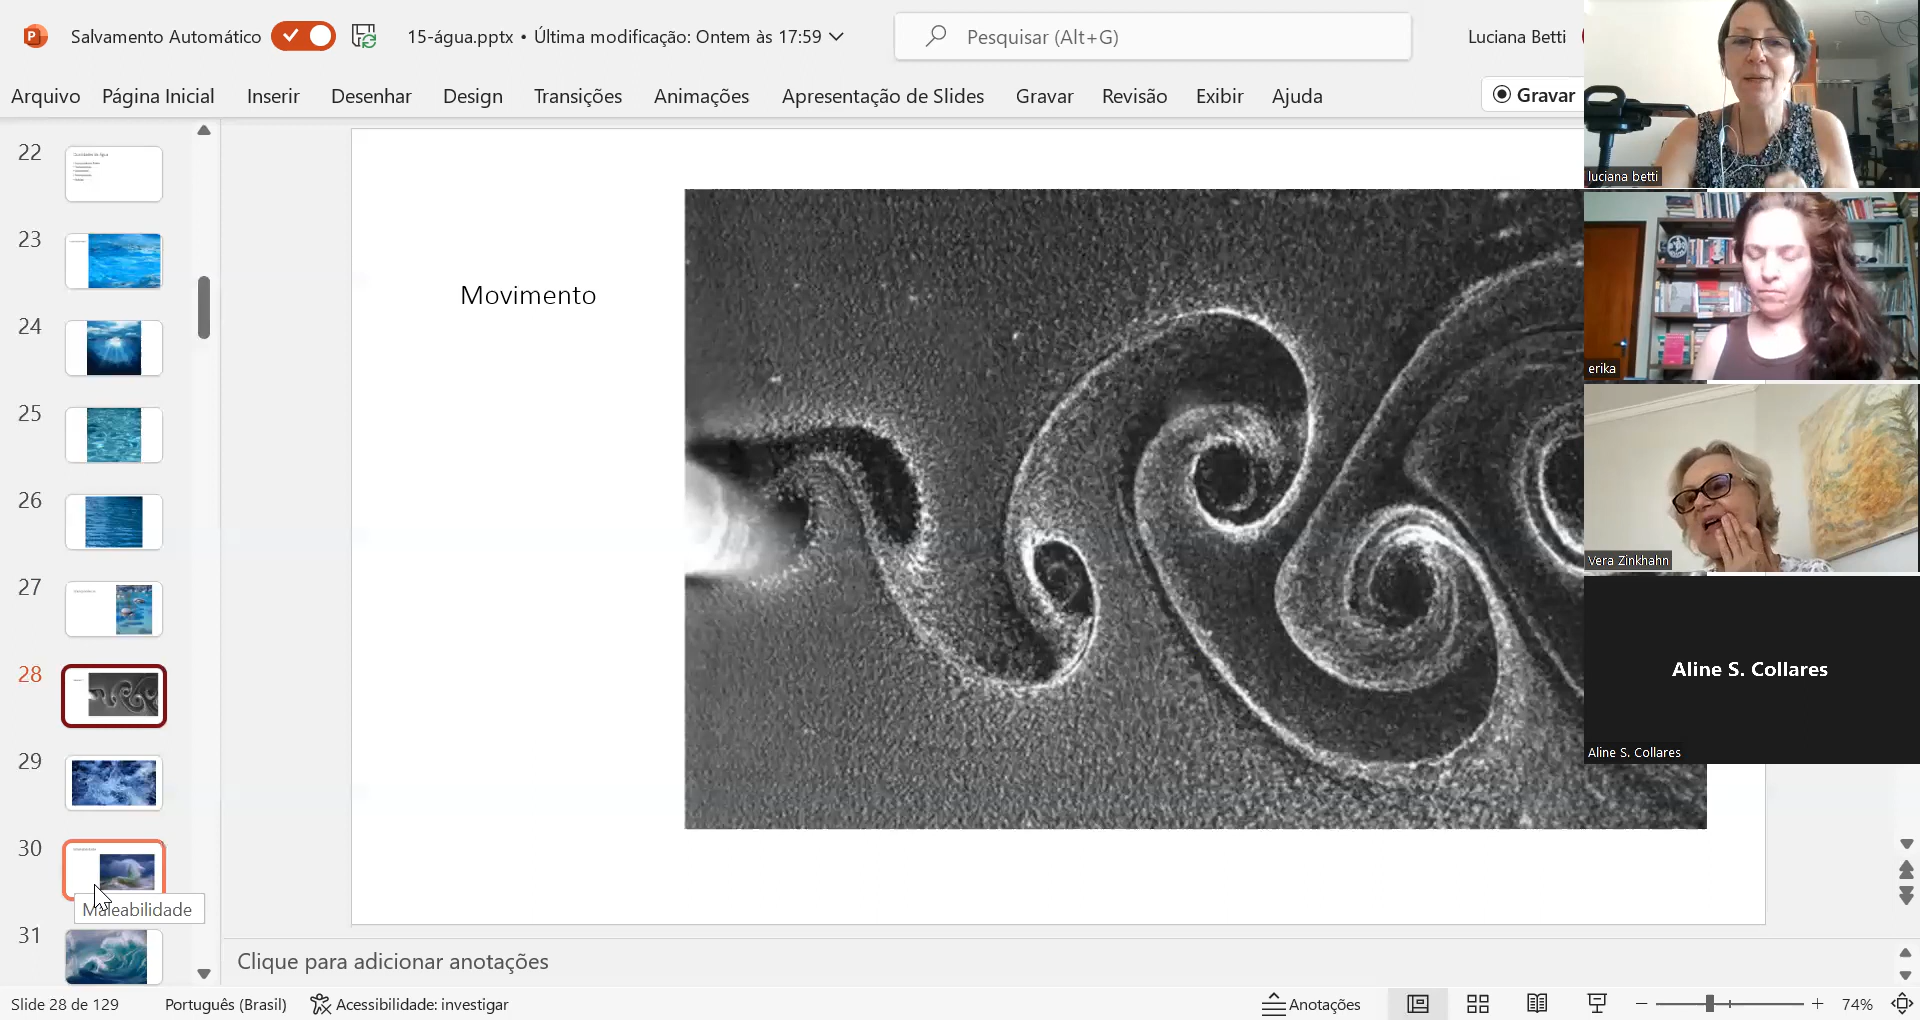 Salvamento Automático
15-água.pptx • Última modificação: Ontem às 17:59
Pesquisar (Alt+G)
Luciana Betti
Arquivo Página Inicial Inserir Desenhar Design Transições Animações Apresentação de Slides Gravar Revisão Exibir Ajuda
Gravar
luciana betti
22
23
24
25
26
27
28
29
30
31
Maleabilidade
Movimento
erika
Vera Zinkhahn
Aline S. Collares
Aline S. Collares
Clique para adicionar anotações
Slide 28 de 129 Português (Brasil) Acessibilidade: investigar
Anotações
74%